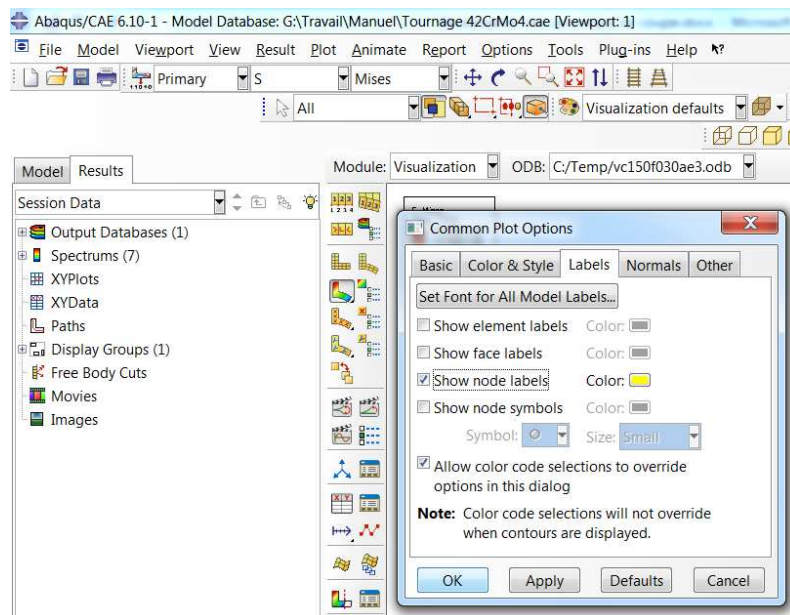 Abaqus/CAE 6.10-1 - Model Database: G:\Travail\Manuel\Tournage 42CrMo4.cae [Viewport: 1]
File Model Viewport View Result Plot Animate Report Options Tools Plug-ins Help
Primary S Mises
All Visualization defaults
Model Results Module: Visualization ODB: C:/Temp/vc150f030ae3.odb
Session Data
Output Databases (1)
Spectrums (7)
XYPlots
XYData
Paths
Display Groups (1)
Free Body Cuts
Movies
Images
Common Plot Options
Basic Color & Style Labels Normals Other
Set Font for All Model Labels...
Show element labels Color:
Show face labels Color:
Show node labels Color:
Show node symbols Color:
Symbol: Size: Small
Allow color code selections to override
options in this dialog
Note: Color code selections will not override
when contours are displayed.
OK Apply Defaults Cancel